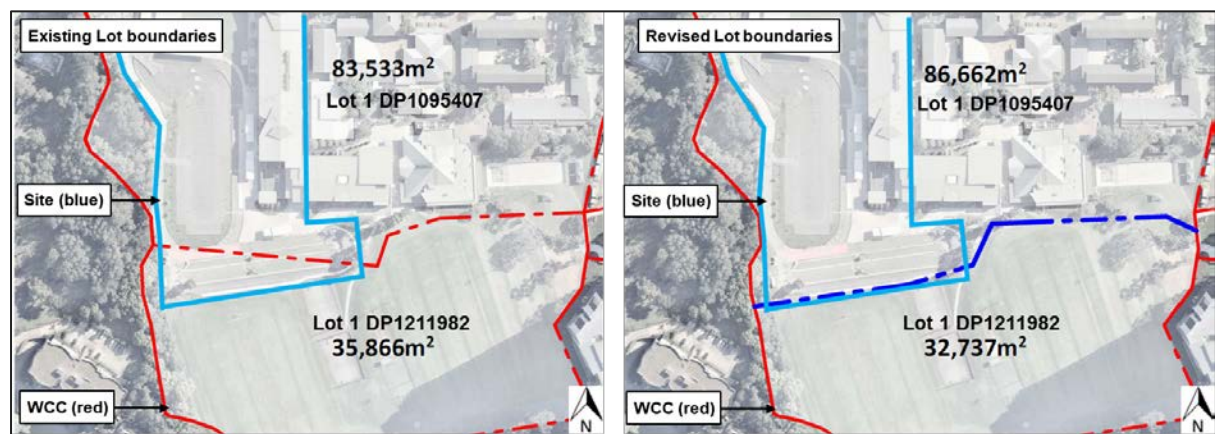 Existing Lot boundaries
83,533m²
Lot 1 DP1095407
Site (blue)
Lot 1 DP1211982
35,866m²
WCC (red)
N
Revised Lot boundaries
86,662m²
Lot 1 DP1095407
Site (blue)
Lot 1 DP1211982
32,737m²
WCC (red)
N